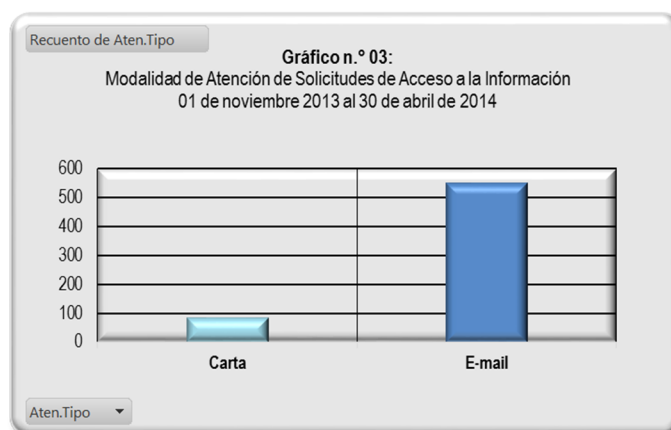 Recuento de Aten.Tipo
Gráfico n.º 03:
Modalidad de Atención de Solicitudes de Acceso a la Información
01 de noviembre 2013 al 30 de abril de 2014
600
500
400
300
200
100
0
Carta
E-mail
Aten.Tipo